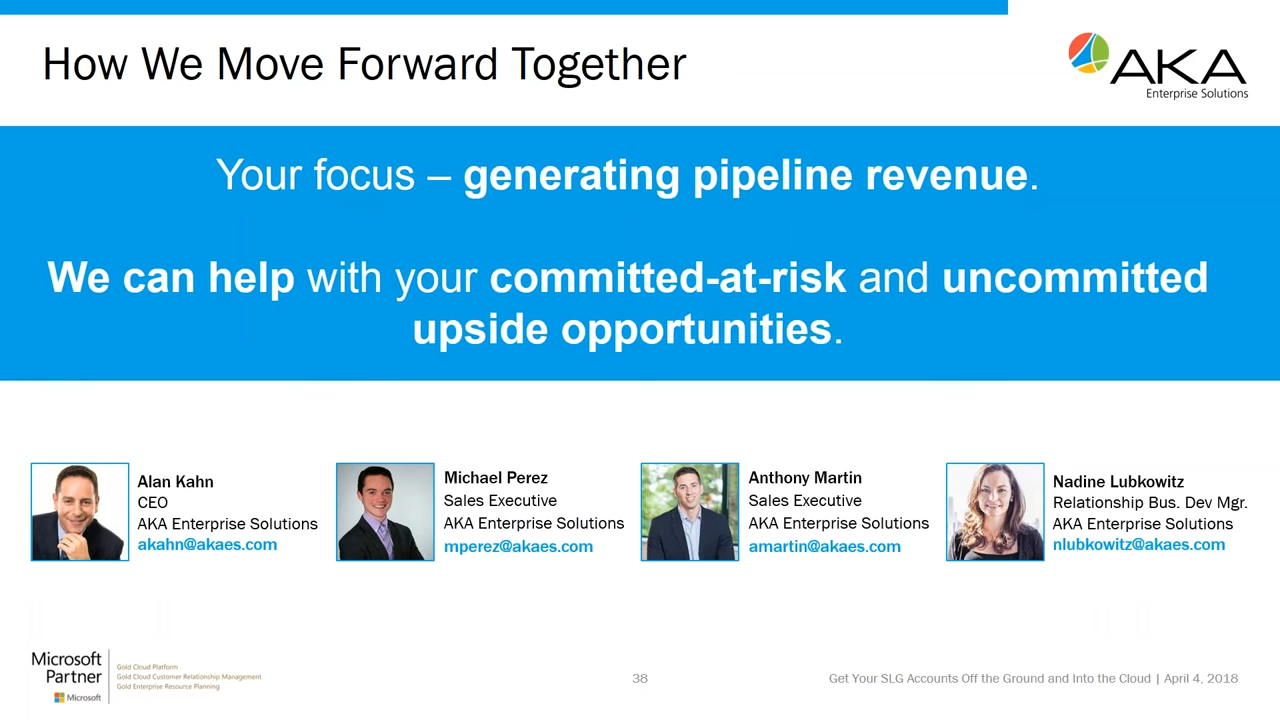 How We Move Forward Together
AKA
Enterprise Solutions
Your focus – generating pipeline revenue.
We can help with your committed-at-risk and uncommitted
upside opportunities.
Alan Kahn
CEO
AKA Enterprise Solutions
akahn@akaes.com
Michael Perez
Sales Executive
AKA Enterprise Solutions
mperez@akaes.com
Anthony Martin
Sales Executive
AKA Enterprise Solutions
amartin@akaes.com
Nadine Lubkowitz
Relationship Bus. Dev Mgr.
AKA Enterprise Solutions
nlubkowitz@akaes.com
Microsoft
Partner
Microsoft
Gold Cloud Platform
Gold Cloud Customer Relationship Management
Gold Enterprise Resource Planning
38
Get Your SLG Accounts Off the Ground and Into the Cloud | April 4, 2018